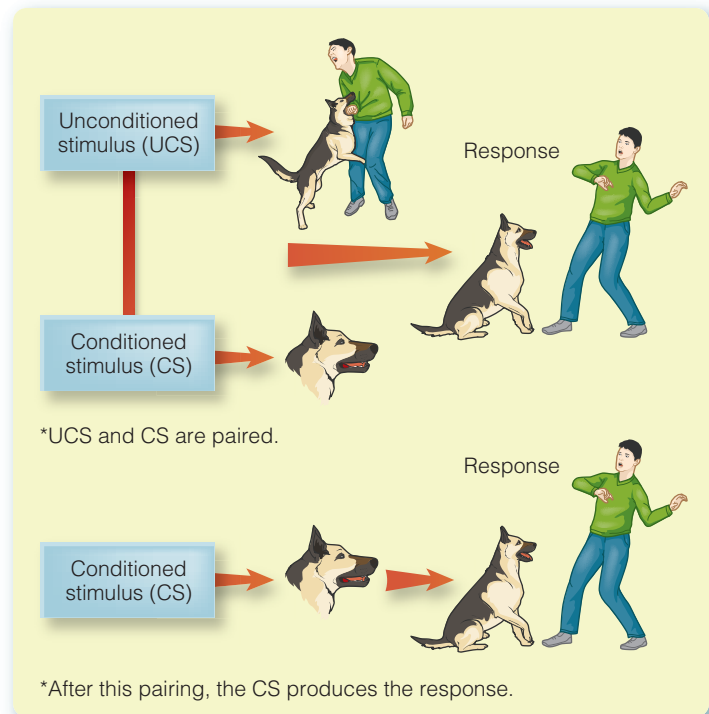 Unconditioned
stimulus (UCS)
Response
Conditioned
stimulus (CS)
*UCS and CS are paired.
Response
Conditioned
stimulus (CS)
*After this pairing, the CS produces the response.